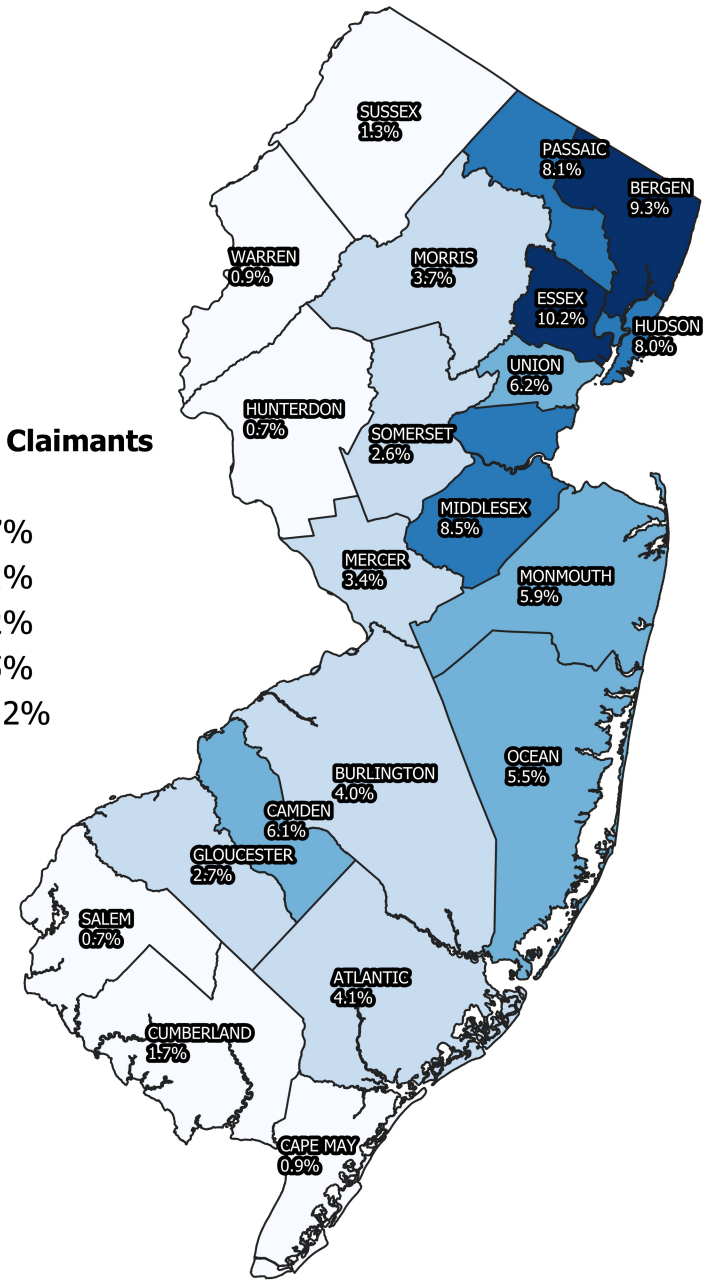 SUSSEX
1.3%
PASSAIC
8.1%
BERGEN
9.3%
WARREN
0.9%
MORRIS
3.7%
ESSEX
10.2%
HUDSON
8.0%
UNION
6.2%
HUNTERDON
0.7%
SOMERSET
2.6%
Claimants
MIDDLESEX
8.5%
MERCER
3.4%
MONMOUTH
5.9%
OCEAN
5.5%
BURLINGTON
4.0%
CAMDEN
6.1%
GLOUCESTER
2.7%
SALEM
0.7%
ATLANTIC
4.1%
CUMBERLAND
1.7%
CAPE MAY
0.9%